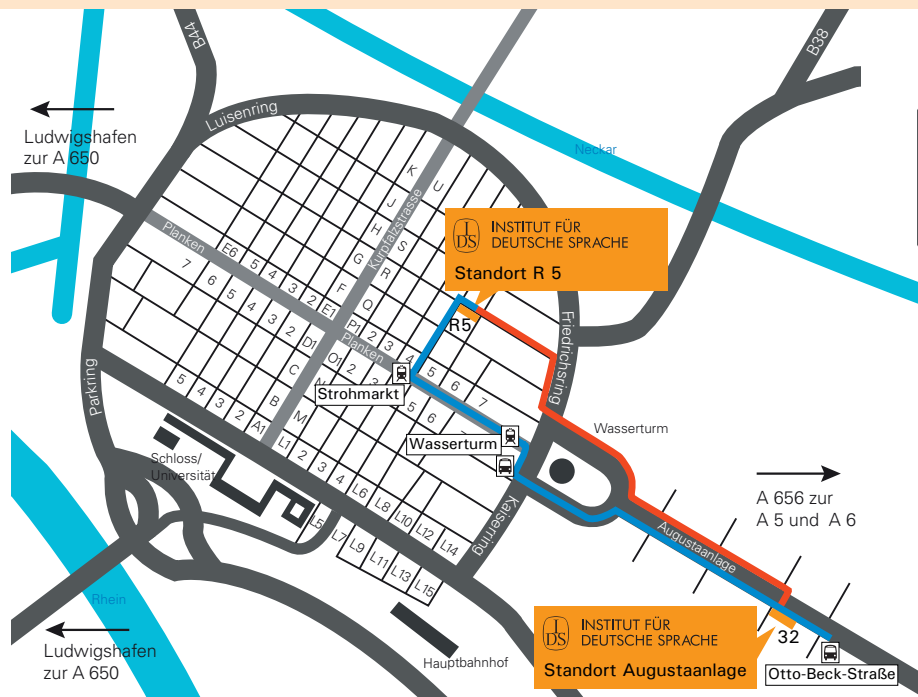 B44
B38
Luisenring
Ludwigshafen
zur A 650
Neckar
K
U
J
H
S
G
R
F
Q
Kurpfalzstrasse
IDS
INSTITUT FÜR
DEUTSCHE SPRACHE
Standort R 5
Planken
E6 5 4 3 2 E1
P1 2 3 4
7 6 5 4 3 2 D1
O1 2 3
Planken
R5
5 6 7
5 6 7
Friedrichsring
Strohmarkt
Wasserturm
Wasserturm
C
N
B
M
Parkring
5 4 3 2 A1
L1 2 3 4 L6 L8 L10 L12 L14
Schloss/
Universität
L5 L7 L9 L11 L13 L15
Kaiserring
A 656 zur
A 5 und A 6
Augustaanlage
Rhein
Ludwigshafen
zur A 650
Hauptbahnhof
IDS
INSTITUT FÜR
DEUTSCHE SPRACHE
Standort Augustaanlage
32
Otto-Beck-Straße